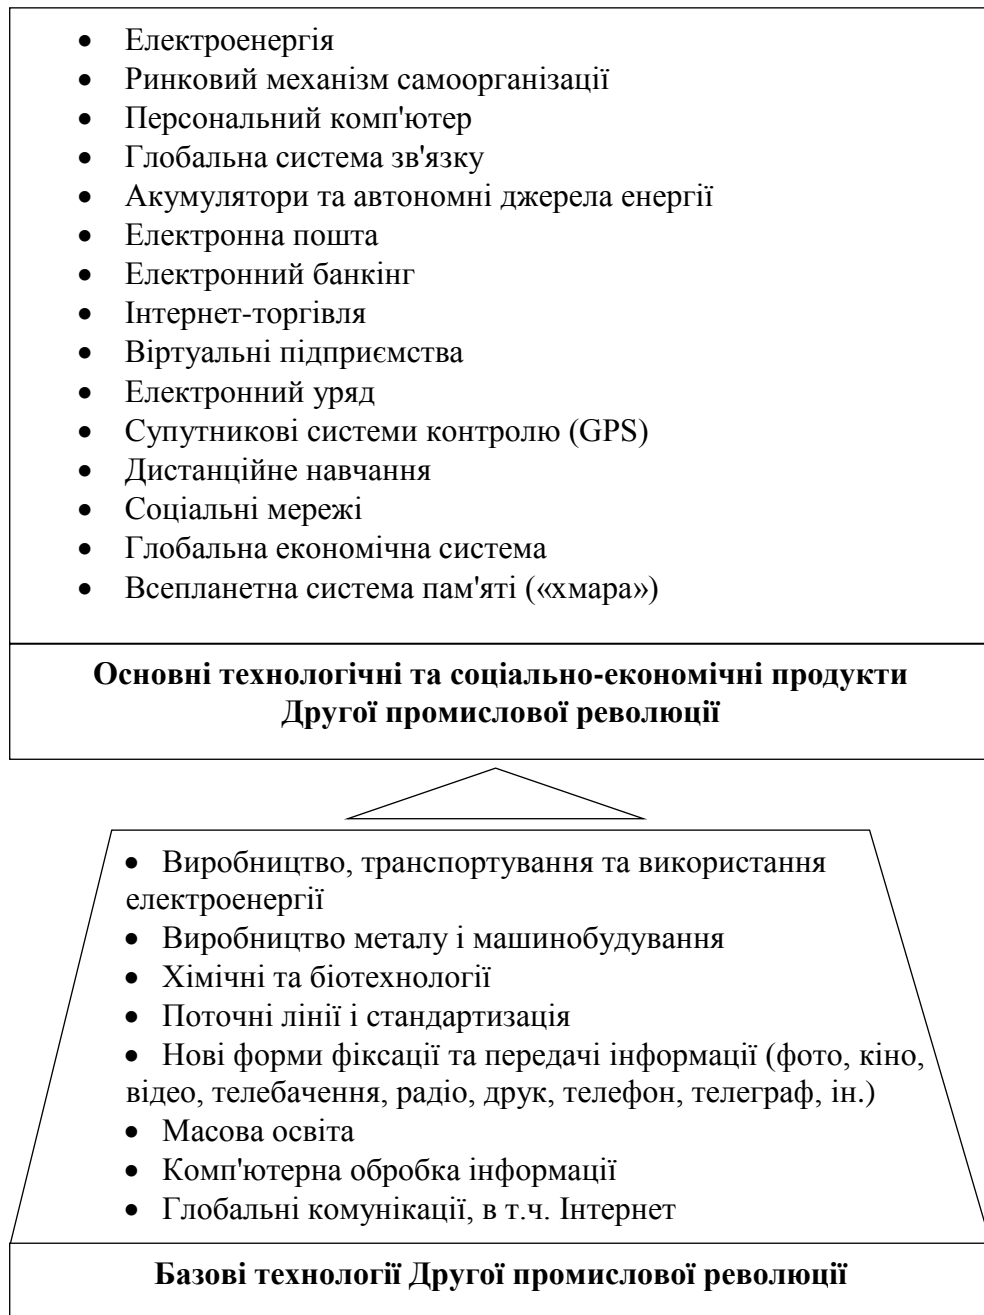 • Електроенергія
• Ринковий механізм самоорганізації
• Персональний комп'ютер
• Глобальна система зв'язку
• Акумулятори та автономні джерела енергії
• Електронна пошта
• Електронний банкінг
• Інтернет-торгівля
• Віртуальні підприємства
• Електронний уряд
• Супутникові системи контролю (GPS)
• Дистанційне навчання
• Соціальні мережі
• Глобальна економічна система
• Всепланетна система пам'яті («хмара»)
Основні технологічні та соціально-економічні продукти
Другої промислової революції
• Виробництво, транспортування та використання
електроенергії
• Виробництво металу і машинобудування
• Хімічні та біотехнології
• Поточні лінії і стандартизація
• Нові форми фіксації та передачі інформації (фото, кіно,
відео, телебачення, радіо, друк, телефон, телеграф, ін.)
• Масова освіта
• Комп'ютерна обробка інформації
• Глобальні комунікації, в т.ч. Інтернет
Базові технології Другої промислової революції